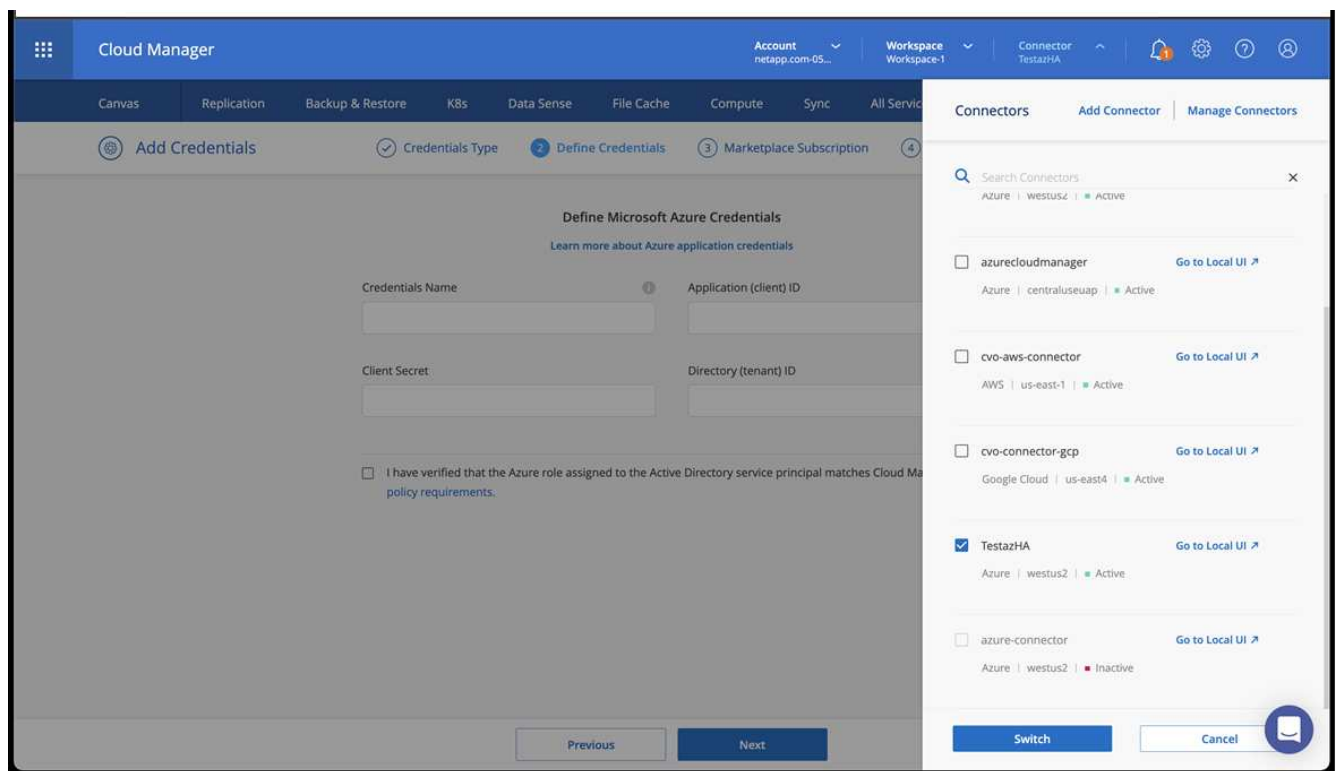 Cloud Manager
Account
netapp.com-05...
Workspace
Workspace-1
Connector
TestazHA
1
Canvas Replication Backup & Restore K8s Data Sense File Cache Compute Sync All Servic
Add Credentials Credentials Type 2 Define Credentials 3 Marketplace Subscription 4
Define Microsoft Azure Credentials
Learn more about Azure application credentials
Credentials Name Application (client) ID
Client Secret Directory (tenant) ID
I have verified that the Azure role assigned to the Active Directory service principal matches Cloud Ma
policy requirements.
Previous Next
Connectors Add Connector Manage Connectors
Search Connectors
Azure | westus2 | Active
azurecloudmanager Go to Local UI
Azure | centraluseuap | Active
cvo-aws-connector Go to Local UI
AWS | us-east-1 | Active
cvo-connector-gcp Go to Local UI
Google Cloud | us-east4 | Active
TestazHA Go to Local UI
Azure | westus2 | Active
azure-connector Go to Local UI
Azure | westus2 | Inactive
Switch Cancel